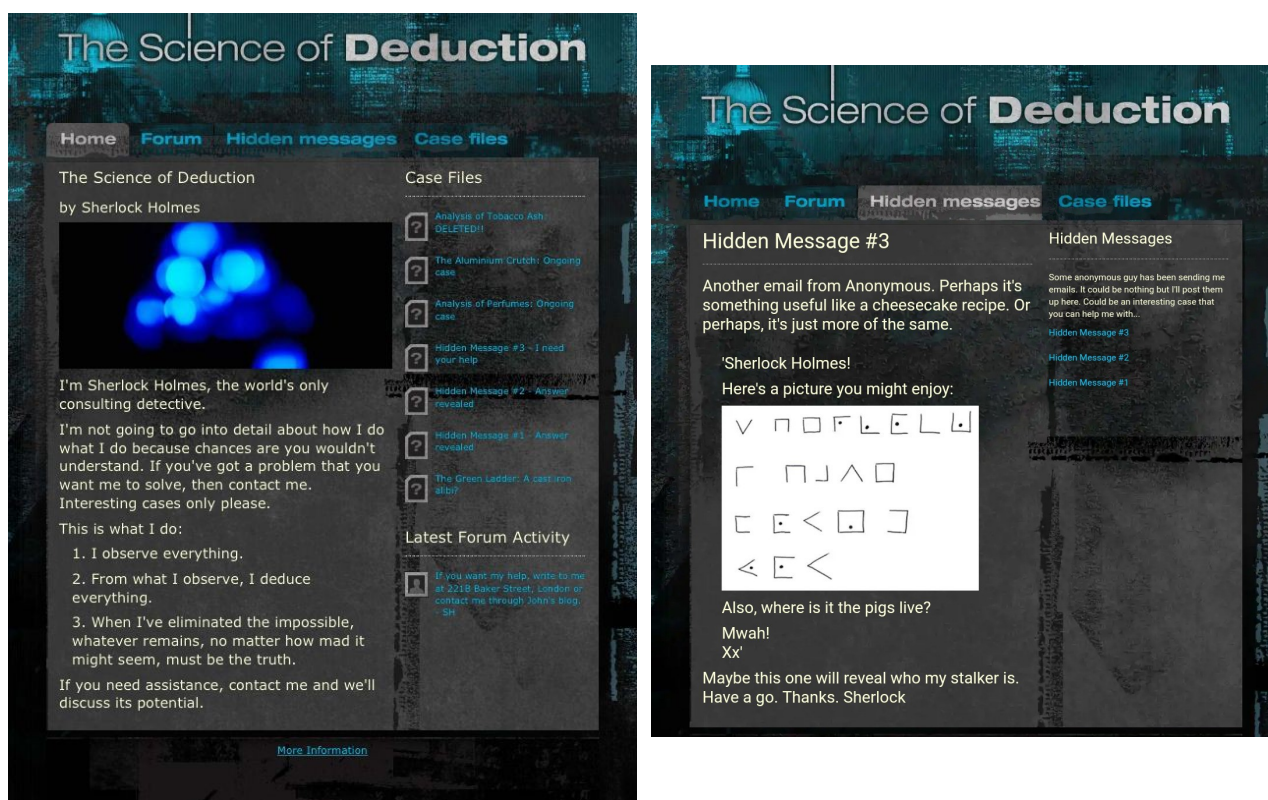 The Science of Deduction
Home Forum Hidden messages Case files
The Science of Deduction
by Sherlock Holmes
I'm Sherlock Holmes, the world's only
consulting detective.
I'm not going to go into detail about how I do
what I do because chances are you wouldn't
understand. If you've got a problem that you
want me to solve, then contact me.
Interesting cases only please.
This is what I do:
1. I observe everything.
2. From what I observe, I deduce
everything.
3. When I've eliminated the impossible,
whatever remains, no matter how mad it
might seem, must be the truth.
If you need assistance, contact me and we'll
discuss its potential.
Case Files
Analysis of Tobacco Ash:
DELETED!!
The Aluminium Crutch: Ongoing
case
Analysis of Perfumes: Ongoing
case
Hidden Message #3 - I need
your help
Hidden Message #2 - Answer
revealed
Hidden Message #1 - Answer
revealed
The Green Ladder: A cast iron
alibi?
Latest Forum Activity
If you want my help, write to me
at 221B Baker Street, London or
contact me through John's blog.
- SH
More Information
The Science of Deduction
Home Forum Hidden messages Case files
Hidden Message #3
Another email from Anonymous. Perhaps it's
something useful like a cheesecake recipe. Or
perhaps, it's just more of the same.
'Sherlock Holmes!
Here's a picture you might enjoy:
Also, where is it the pigs live?
Mwah!
Xx'
Maybe this one will reveal who my stalker is.
Have a go. Thanks. Sherlock
Hidden Messages
Some anonymous guy has been sending me
emails. It could be nothing but I'll post them
up here. Could be an interesting case that
you can help me with...
Hidden Message #3
Hidden Message #2
Hidden Message #1